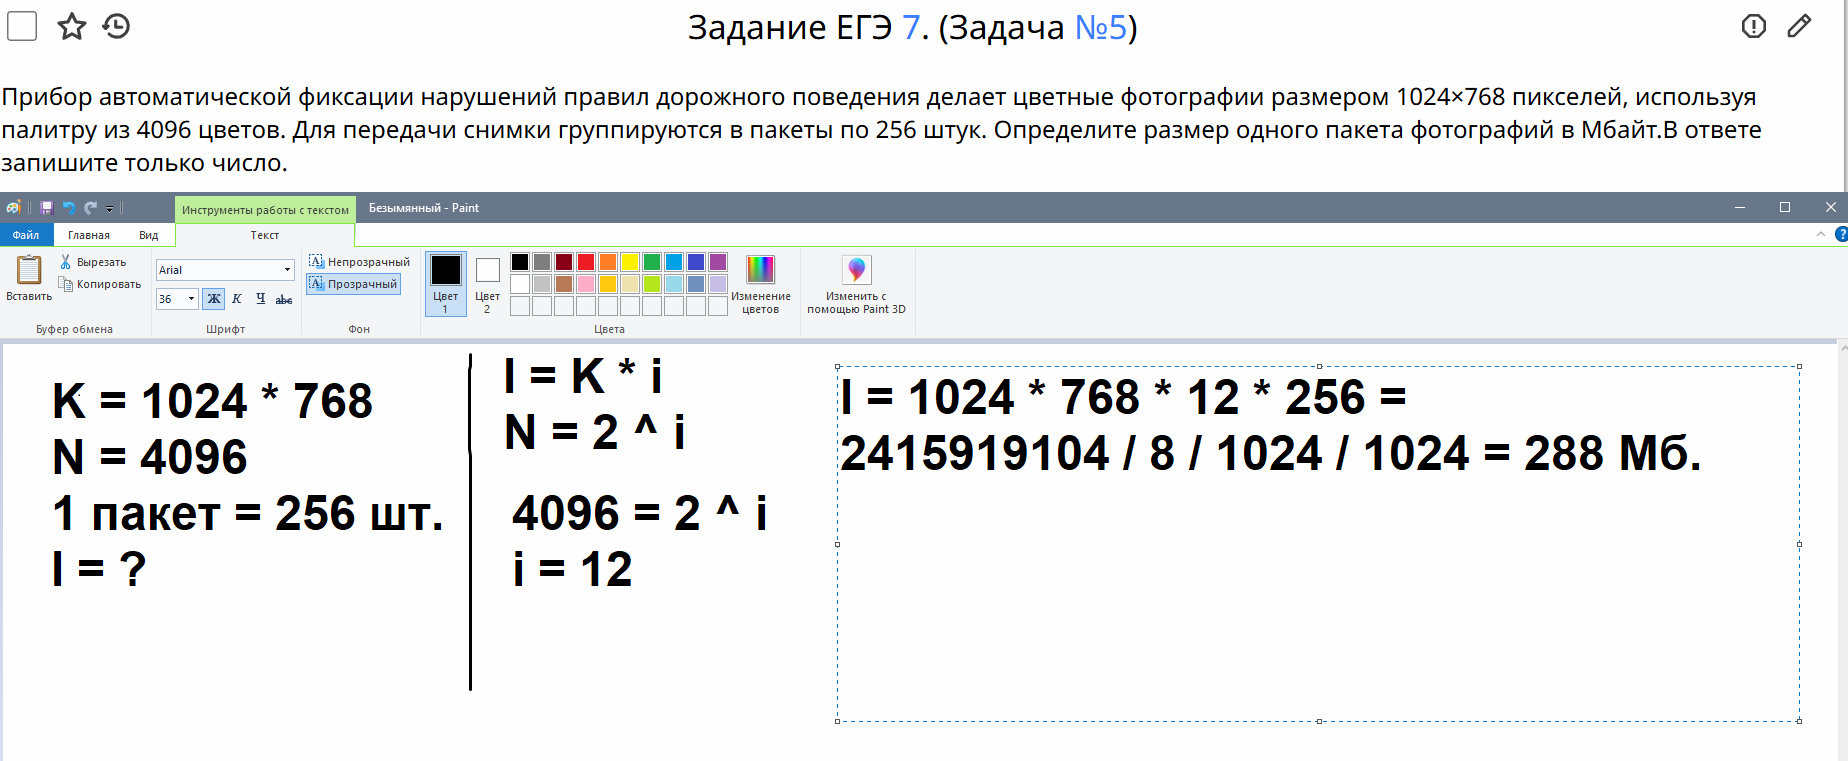 Задание ЕГЭ 7. (Задача №5)
Прибор автоматической фиксации нарушений правил дорожного поведения делает цветные фотографии размером 1024×768 пикселей, используя
палитру из 4096 цветов. Для передачи снимки группируются в пакеты по 256 штук. Определите размер одного пакета фотографий в Мбайт.В ответе
запишите только число.
Инструменты работы с текстом
Безымянный - Paint
Файл
Главная
Вид
Текст
Вставить
Вырезать
Копировать
Буфер обмена
Arial
36
Ж К Ч abc
Шрифт
Непрозрачный
Прозрачный
Фон
Цвет
1
Цвет
2
Изменение
цветов
Цвета
Изменить с
помощью Paint 3D
K = 1024 * 768
N = 4096
1 пакет = 256 шт.
I = ?
I = K * i
N = 2 ^ i
4096 = 2 ^ i
i = 12
I = 1024 * 768 * 12 * 256 =
2415919104 / 8 / 1024 / 1024 = 288 Мб.